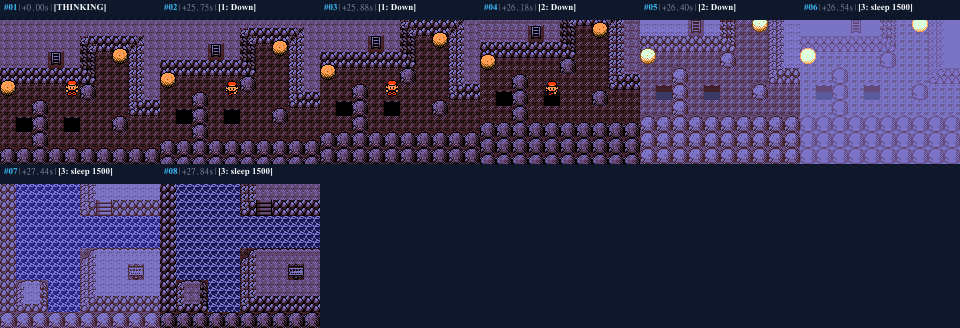 #01|+0.00s|[THINKING]
#02|+25.75s|[1: Down]
#03|+25.88s|[1: Down]
#04|+26.18s|[2: Down]
#05|+26.40s|[2: Down]
#06|+26.54s|[3: sleep 1500]
#07|+27.44s|[3: sleep 1500]
#08|+27.84s|[3: sleep 1500]